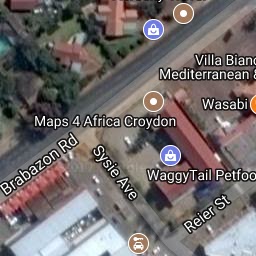 Villa Bianc
Mediterranean &
Wasabi
Maps 4 Africa Croydon
Brabazon Rd
Sysie Ave
WaggyTail Petfoo
Reier St